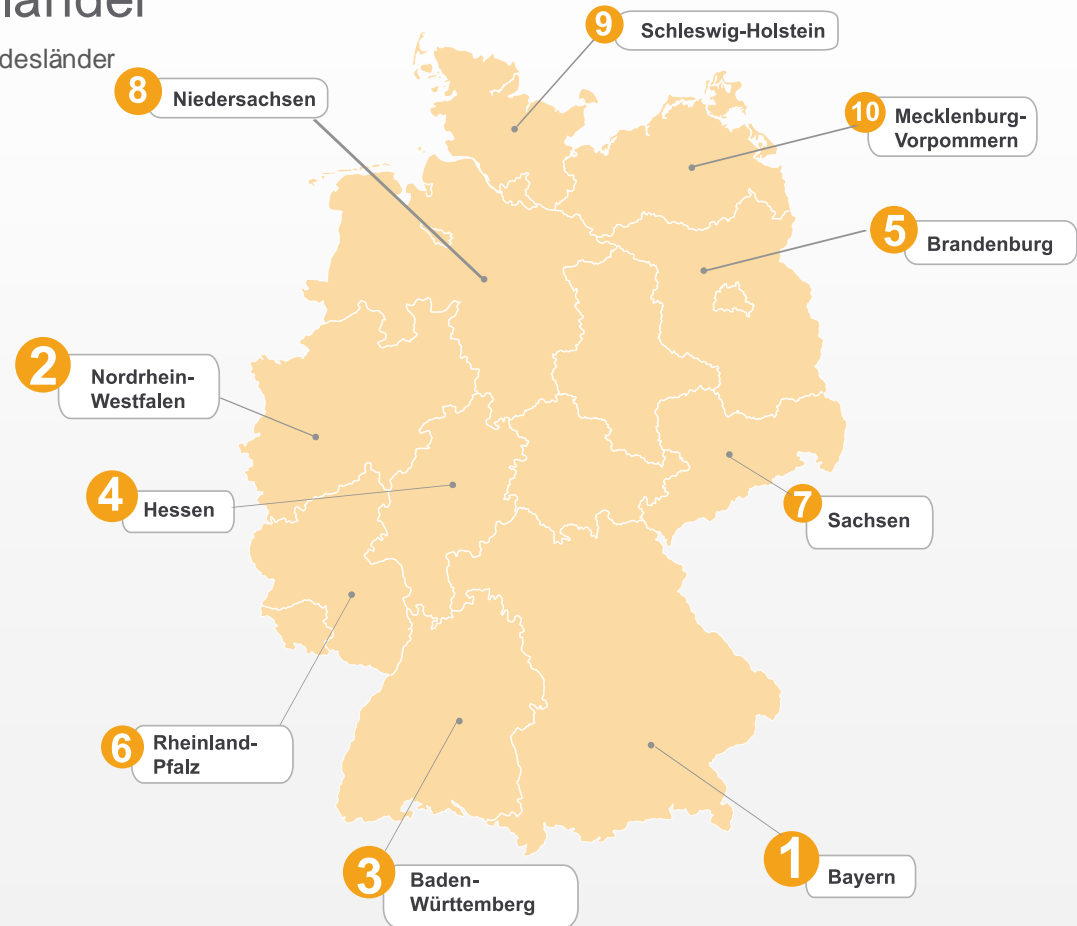 länder
desländer
9
Schleswig-Holstein
8
Niedersachsen
10
Mecklenburg-
Vorpommern
5
Brandenburg
2
Nordrhein-
Westfalen
4
Hessen
7
Sachsen
6
Rheinland-
Pfalz
3
Baden-
Württemberg
1
Bayern